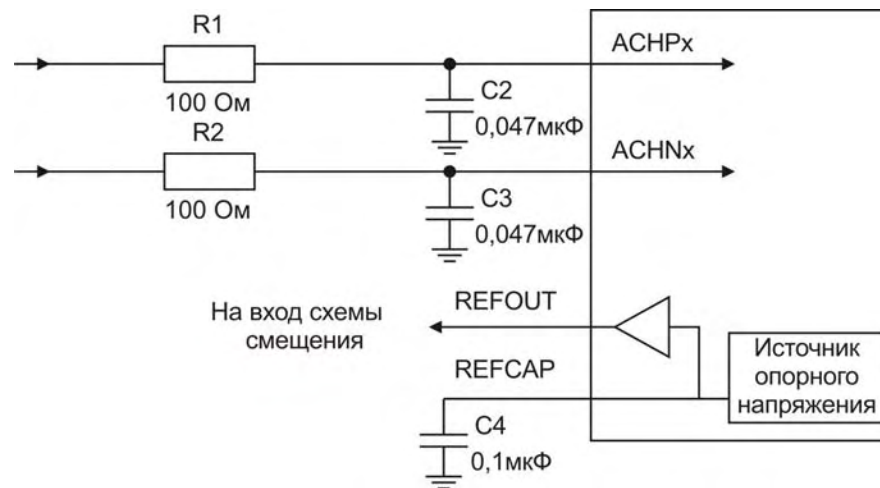 R1
100 Ом
ACHPx
C2
0,047мкФ
R2
100 Ом
ACHNx
C3
0,047мкФ
На вход схемы
смещения
REFOUT
REFCAP
Источник
опорного
напряжения
C4
0,1мкФ